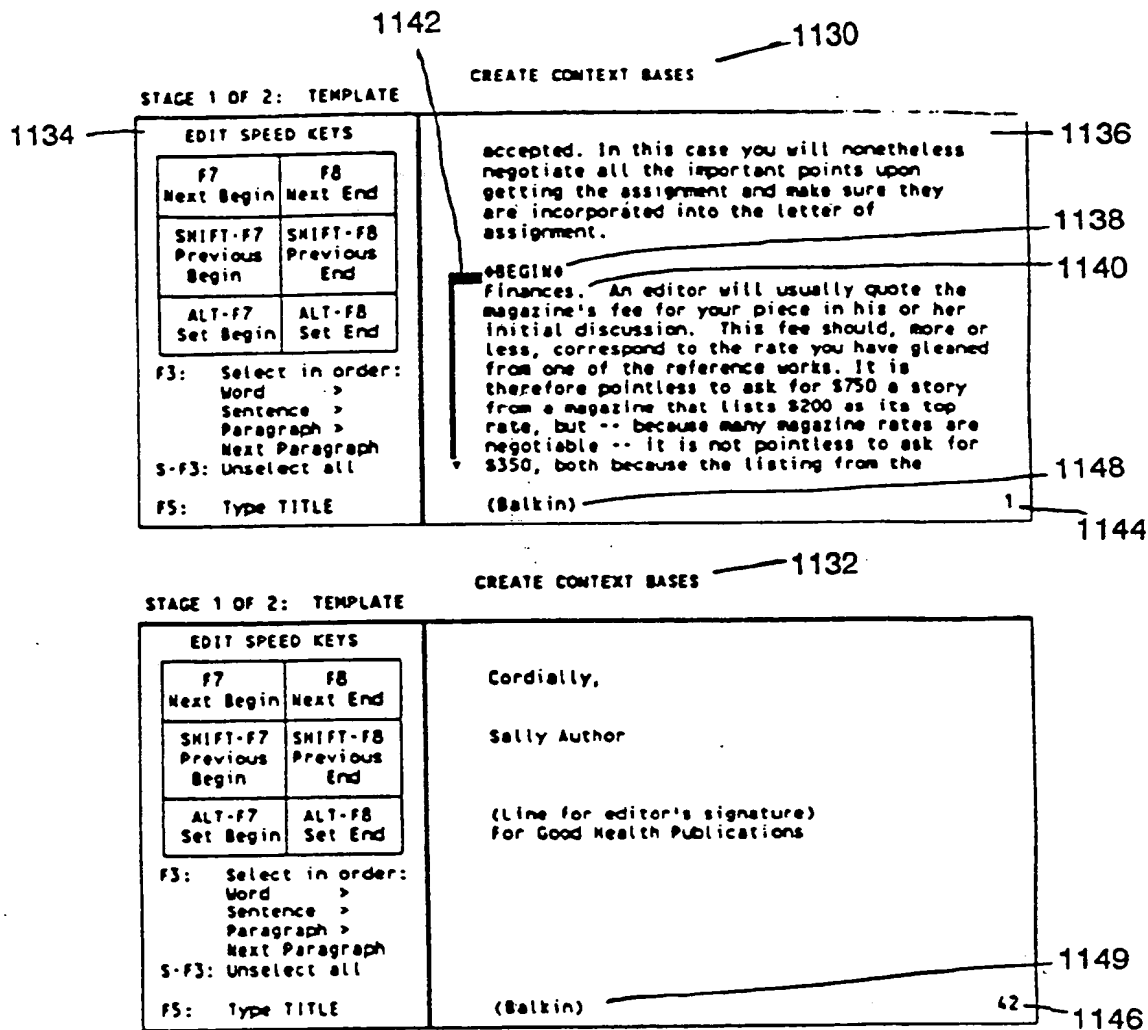 1142
1130
CREATE CONTEXT BASES
STAGE 1 OF 2: TEMPLATE
1134
EDIT SPEED KEYS
F7 Next Begin
F8 Next End
SHIFT-F7 Previous Begin
SHIFT-F8 Previous End
ALT-F7 Set Begin
ALT-F8 Set End
F3: Select in order:
Word >
Sentence >
Paragraph >
Next Paragraph
S-F3: Unselect all
F5: Type TITLE
1136
accepted. In this case you will nonetheless
negotiate all the important points upon
getting the assignment and make sure they
are incorporated into the letter of
assignment.
1138
*BEGIN*
1140
Finances. An editor will usually quote the
magazine's fee for your piece in his or her
initial discussion. This fee should, more or
less, correspond to the rate you have gleaned
from one of the reference works. It is
therefore pointless to ask for $750 a story
from a magazine that lists $200 as its top
rate, but -- because many magazine rates are
negotiable -- it is not pointless to ask for
$350, both because the listing from the
1148
(Balkin)
1
1144
1132
CREATE CONTEXT BASES
STAGE 1 OF 2: TEMPLATE
EDIT SPEED KEYS
F7 Next Begin
F8 Next End
SHIFT-F7 Previous Begin
SHIFT-F8 Previous End
ALT-F7 Set Begin
ALT-F8 Set End
F3: Select in order:
Word >
Sentence >
Paragraph >
Next Paragraph
S-F3: Unselect all
F5: Type TITLE
Cordially,
Sally Author
(Line for editor's signature)
For Good Health Publications
1149
(Balkin)
42
1146